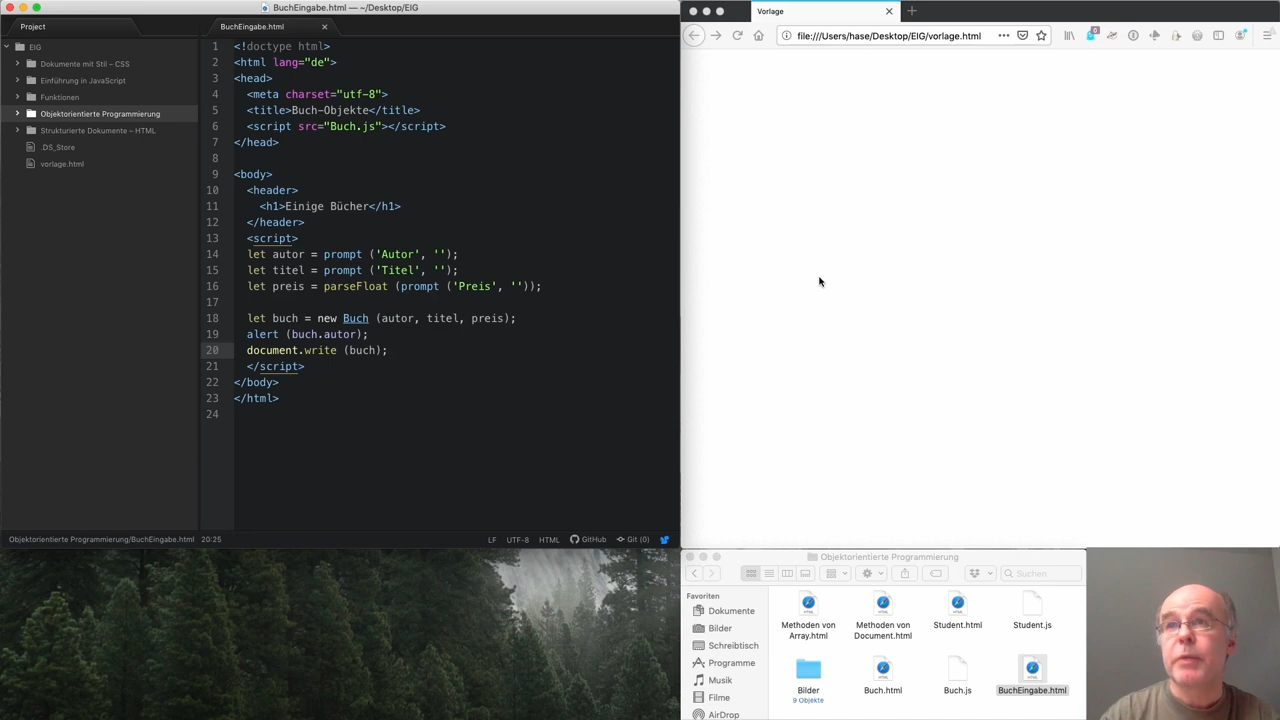 BuchEingabe.html — ~/Desktop/EIG
Project
EIG
Dokumente mit Stil – CSS
Einführung in JavaScript
Funktionen
Objektorientierte Programmierung
Strukturierte Dokumente – HTML
.DS_Store
vorlage.html
BuchEingabe.html
1 <!doctype html>
2 <html lang="de">
3 <head>
4 <meta charset="utf-8">
5 <title>Buch-Objekte</title>
6 <script src="Buch.js"></script>
7 </head>
8
9 <body>
10 <header>
11 <h1>Einige Bücher</h1>
12 </header>
13 <script>
14 let autor = prompt ('Autor', '');
15 let titel = prompt ('Titel', '');
16 let preis = parseFloat (prompt ('Preis', ''));
17
18 let buch = new Buch (autor, titel, preis);
19 alert (buch.autor);
20 document.write (buch);
21 </script>
22 </body>
23 </html>
24
Objektorientierte Programmierung/BuchEingabe.html 20:25
LF UTF-8 HTML GitHub Git (0)
Vorlage
file:///Users/hase/Desktop/EIG/vorlage.html
0
Objektorientierte Programmierung
Suchen
Favoriten
Dokumente
Bilder
Schreibtisch
Programme
Musik
Filme
AirDrop
HTML
Methoden von Array.html
HTML
Methoden von Document.html
HTML
Student.html
Student.js
Bilder
9 Objekte
HTML
Buch.html
Buch.js
HTML
BuchEingabe.html